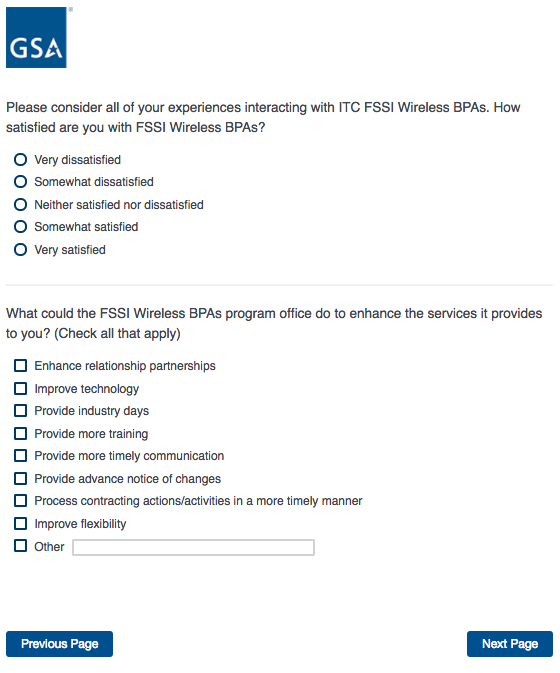 GSA
Please consider all of your experiences interacting with ITC FSSI Wireless BPAs. How
satisfied are you with FSSI Wireless BPAs?
Very dissatisfied
Somewhat dissatisfied
Neither satisfied nor dissatisfied
Somewhat satisfied
Very satisfied
What could the FSSI Wireless BPAs program office do to enhance the services it provides
to you? (Check all that apply)
Enhance relationship partnerships
Improve technology
Provide industry days
Provide more training
Provide more timely communication
Provide advance notice of changes
Process contracting actions/activities in a more timely manner
Improve flexibility
Other
Previous Page
Next Page